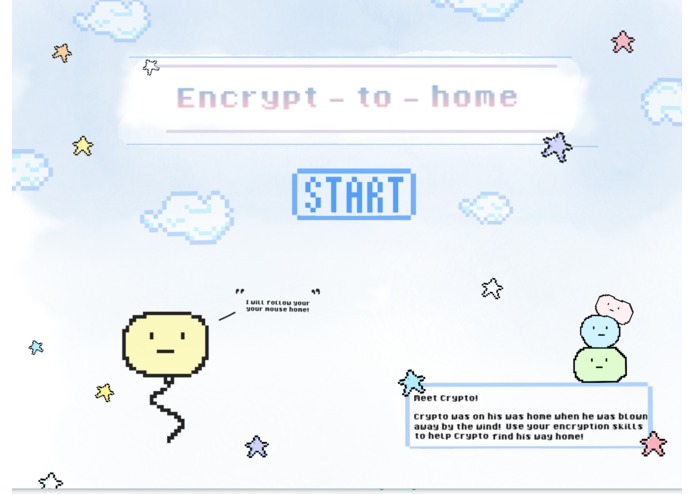 Encrypt - to - home
START
" "
I will follow your
your mouse home!
Meet Crypto!
Crypto was on his was home when he was blown
away by the wind! Use your encryption skills
to help Crypto find his way home!